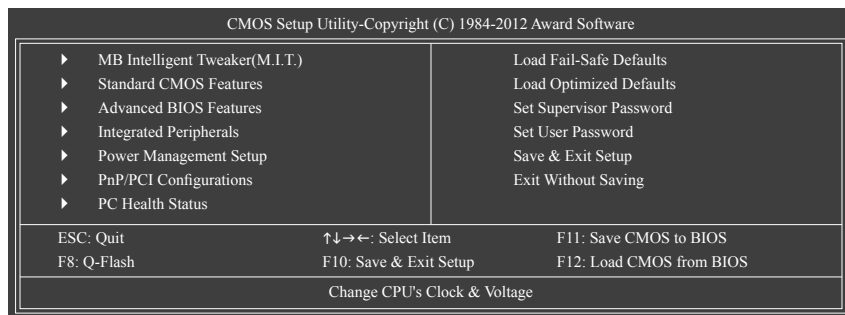 CMOS Setup Utility-Copyright (C) 1984-2012 Award Software
MB Intelligent Tweaker(M.I.T.)
Standard CMOS Features
Advanced BIOS Features
Integrated Peripherals
Power Management Setup
PnP/PCI Configurations
PC Health Status
Load Fail-Safe Defaults
Load Optimized Defaults
Set Supervisor Password
Set User Password
Save & Exit Setup
Exit Without Saving
ESC: Quit ↑↓→←: Select Item F11: Save CMOS to BIOS
F8: Q-Flash F10: Save & Exit Setup F12: Load CMOS from BIOS
Change CPU's Clock & Voltage